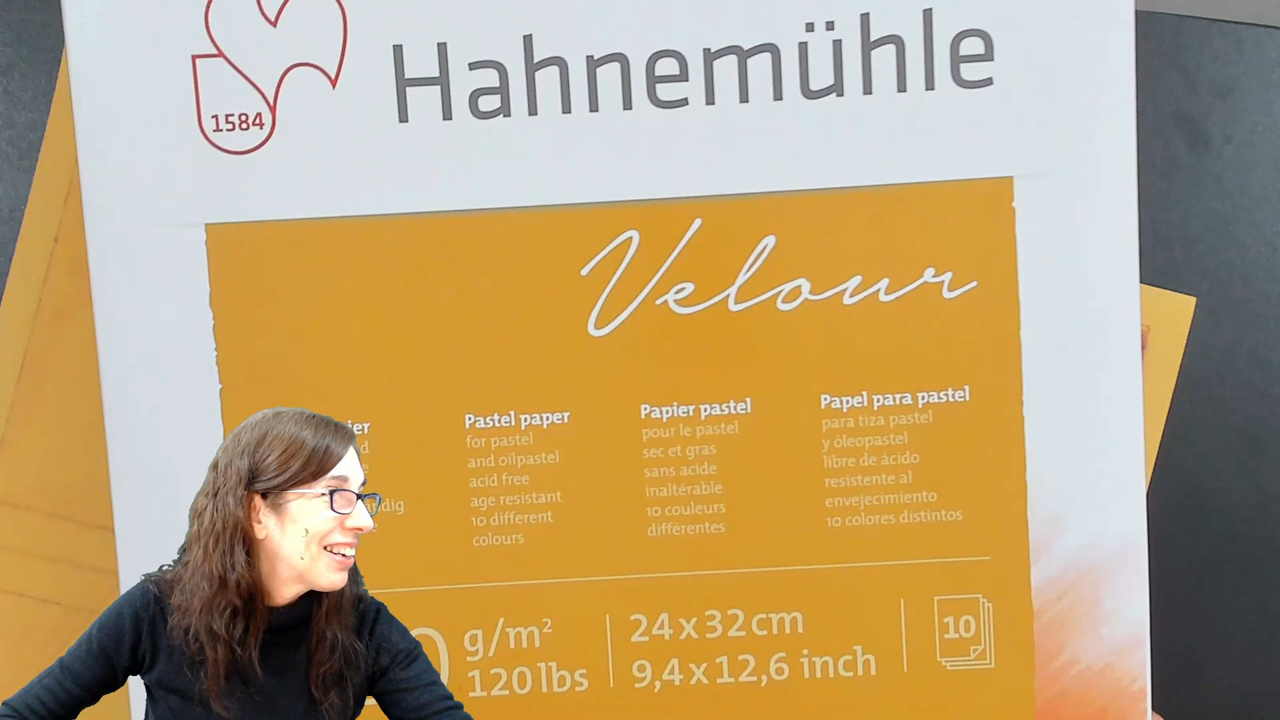 1584
Hahnemühle
Velour
Pastel paper
for pastel
and oilpastel
acid free
age resistant
10 different
colours
Papier pastel
pour le pastel
sec et gras
sans acide
inaltérable
10 couleurs
différentes
Papel para pastel
para tiza pastel
y óleopastel
libre de ácido
resistente al
envejecimiento
10 colores distintos
g/m²
120 lbs
24 x 32 cm
9,4 x 12,6 inch
10